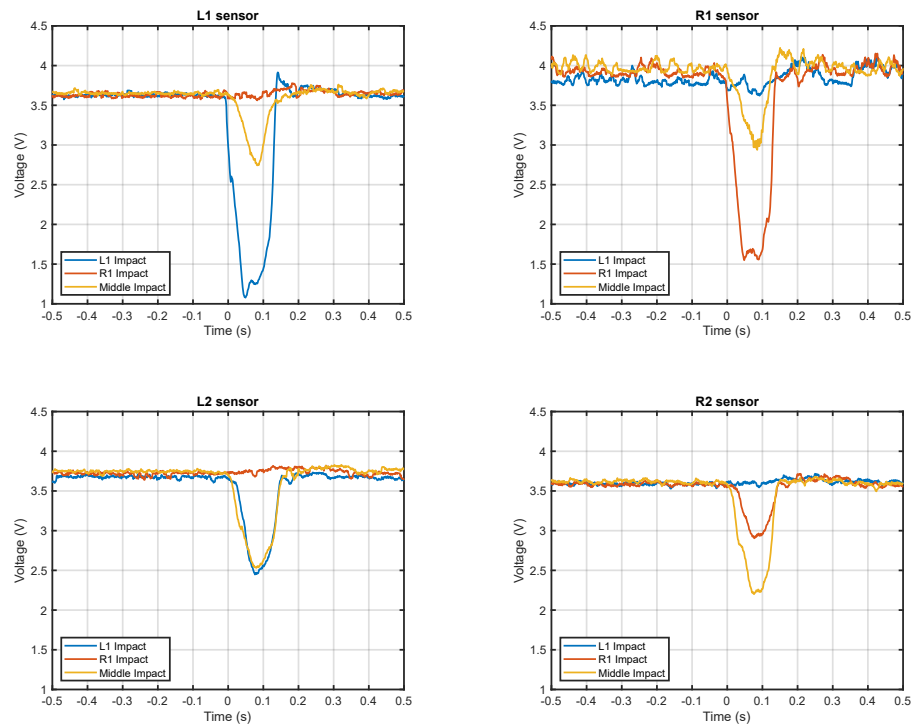 L1 sensor
4.5
4
3.5
3
2.5
2
1.5
1
Voltage (V)
L1 Impact
R1 Impact
Middle Impact
-0.5 -0.4 -0.3 -0.2 -0.1 0 0.1 0.2 0.3 0.4 0.5
Time (s)
R1 sensor
4.5
4
3.5
3
2.5
2
1.5
1
Voltage (V)
L1 Impact
R1 Impact
Middle Impact
-0.5 -0.4 -0.3 -0.2 -0.1 0 0.1 0.2 0.3 0.4 0.5
Time (s)
L2 sensor
4.5
4
3.5
3
2.5
2
1.5
1
Voltage (V)
L1 Impact
R1 Impact
Middle Impact
-0.5 -0.4 -0.3 -0.2 -0.1 0 0.1 0.2 0.3 0.4 0.5
Time (s)
R2 sensor
4.5
4
3.5
3
2.5
2
1.5
1
Voltage (V)
L1 Impact
R1 Impact
Middle Impact
-0.5 -0.4 -0.3 -0.2 -0.1 0 0.1 0.2 0.3 0.4 0.5
Time (s)